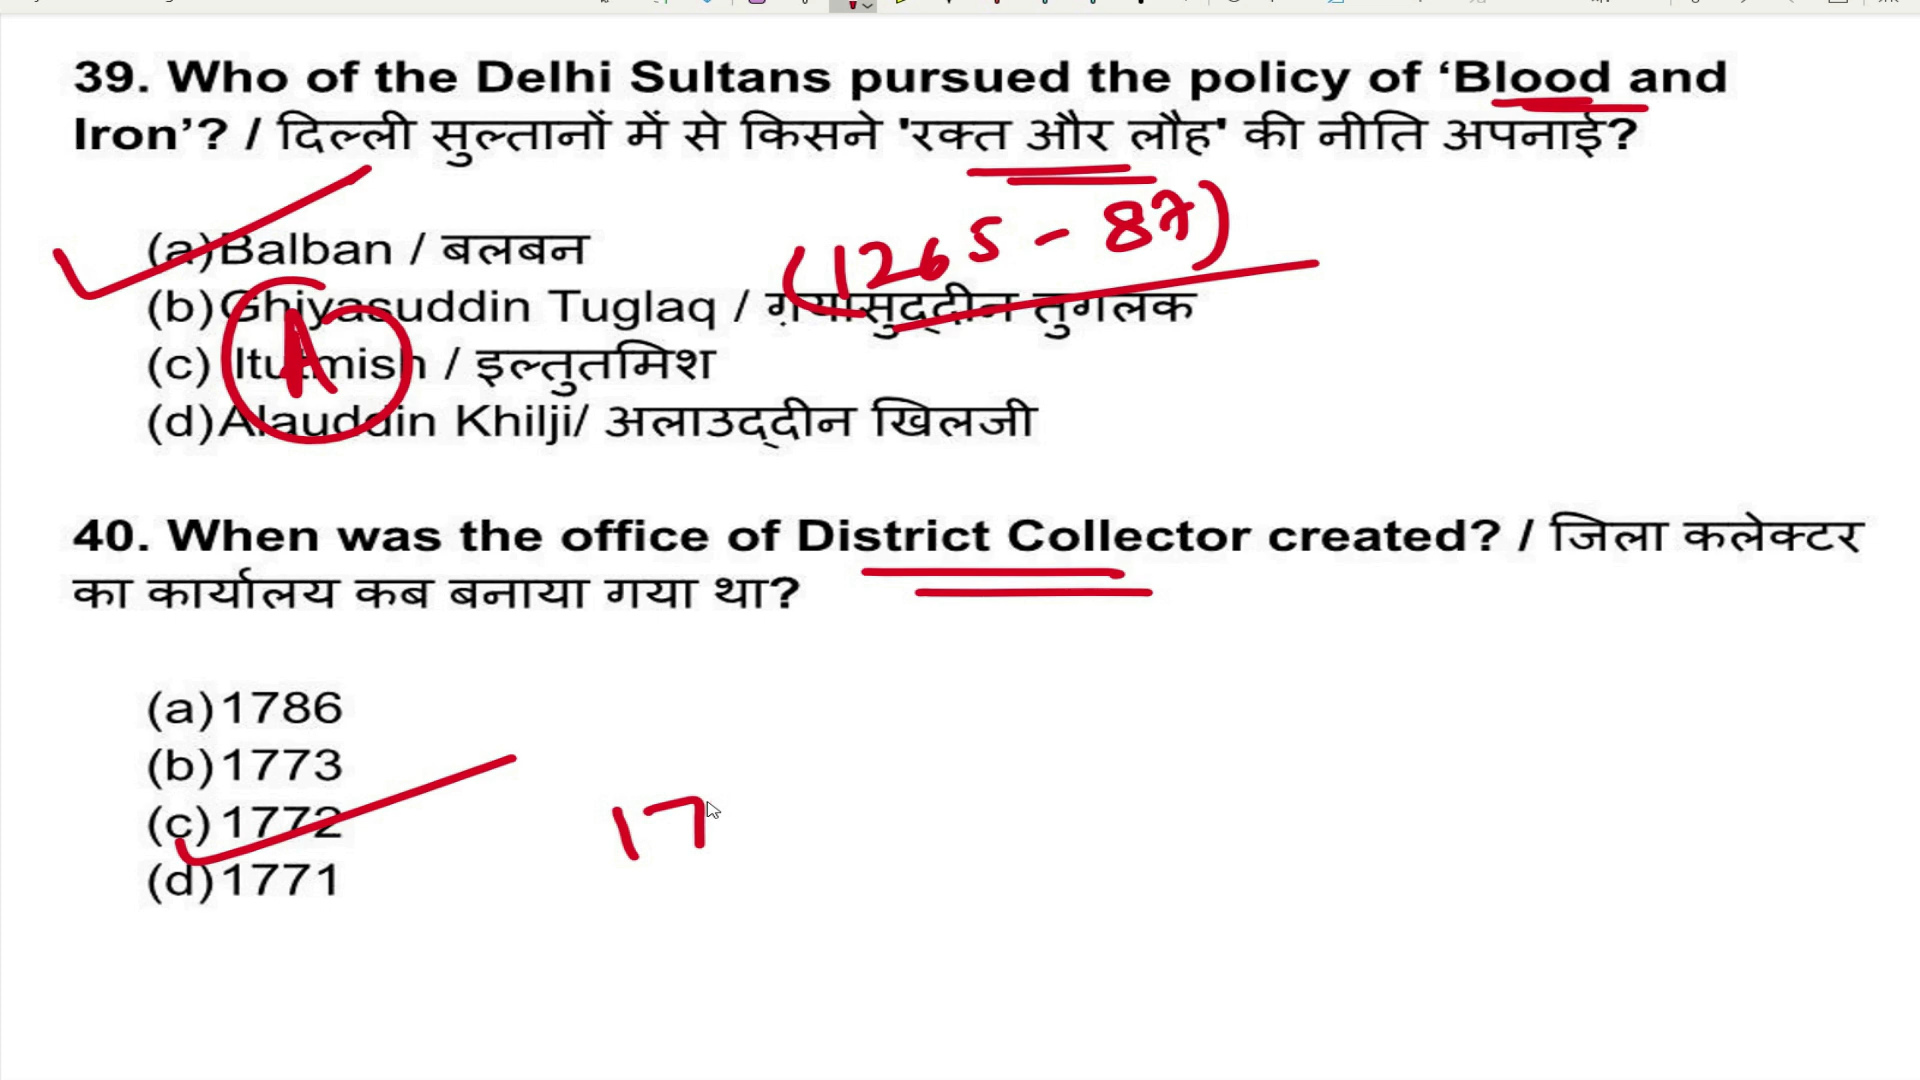 39. Who of the Delhi Sultans pursued the policy of ‘Blood and
Iron’? / दिल्ली सुल्तानों में से किसने 'रक्त और लौह' की नीति अपनाई?
(1265 - 87)
(a) Balban / बलबन
(b) Ghiyasuddin Tuglaq / ग़यासुद्दीन तुगलक
(c) Itutmish / इल्तुतमिश
A
(d) Alauddin Khilji/ अलाउद्दीन खिलजी
40. When was the office of District Collector created? / जिला कलेक्टर
का कार्यालय कब बनाया गया था?
(a) 1786
(b) 1773
(c) 1772
17
(d) 1771